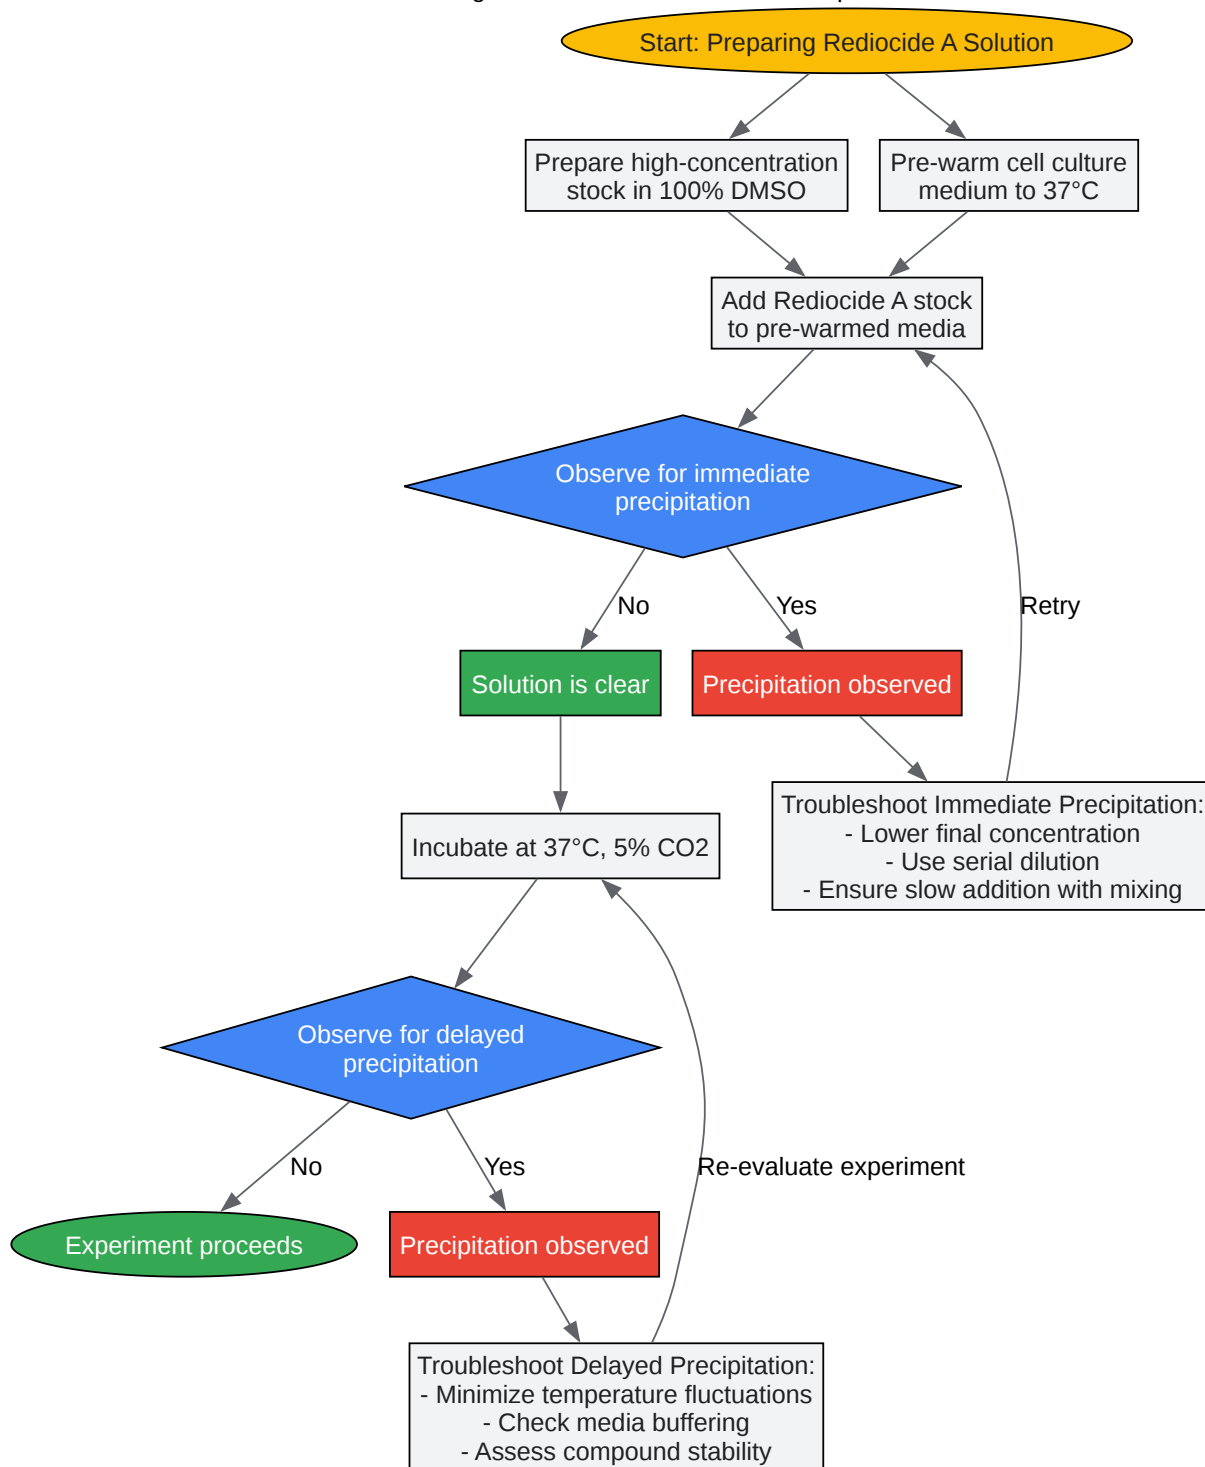 Start: Preparing Rediocide A Solution
Prepare high-concentration
stock in 100% DMSO
Pre-warm cell culture
medium to 37°C
Add Rediocide A stock
to pre-warmed media
Observe for immediate
precipitation
No
Yes
Retry
Solution is clear
Precipitation observed
Troubleshoot Immediate Precipitation:
- Lower final concentration
- Use serial dilution
- Ensure slow addition with mixing
Incubate at 37°C, 5% CO2
Observe for delayed
precipitation
No
Yes
Re-evaluate experiment
Experiment proceeds
Precipitation observed
Troubleshoot Delayed Precipitation:
- Minimize temperature fluctuations
- Check media buffering
- Assess compound stability